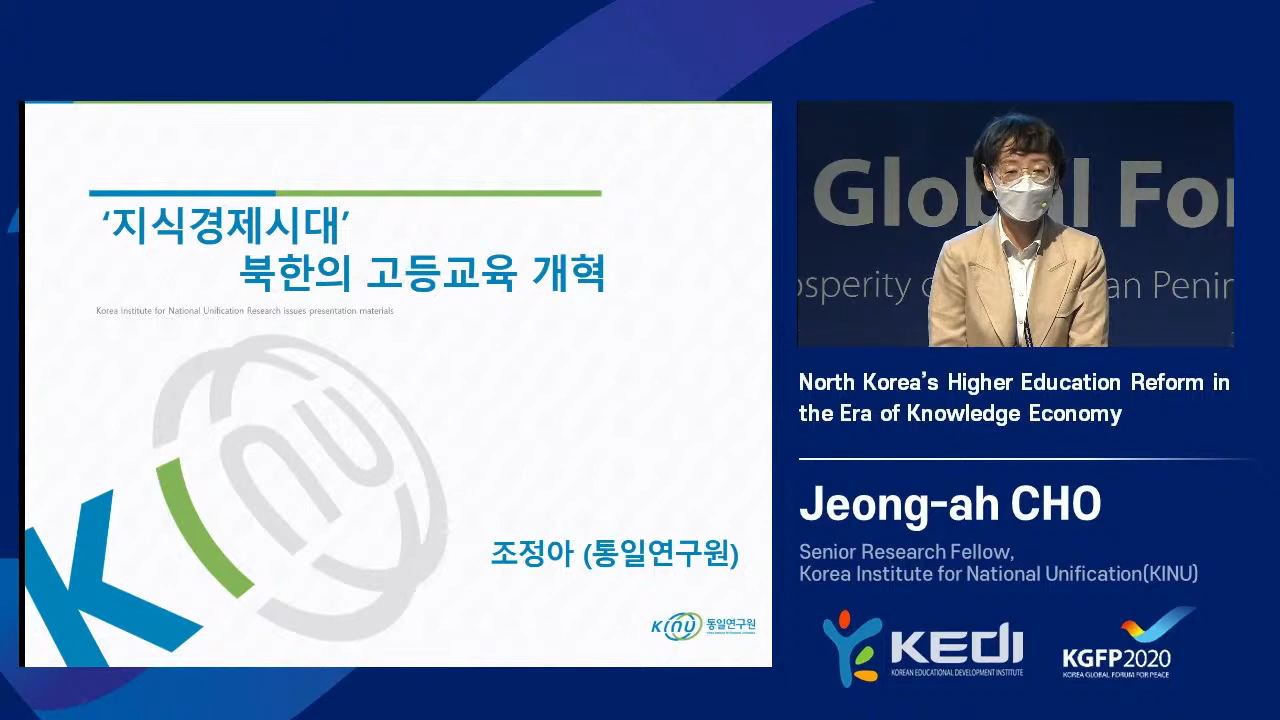 ‘지식경제시대’
북한의 고등교육 개혁
Korea Institute for National Unification Research issues presentation materials
조정아 (통일연구원)
KINU 통일연구원
Global For
osperity o an Penin
North Korea’s Higher Education Reform in
the Era of Knowledge Economy
Jeong-ah CHO
Senior Research Fellow,
Korea Institute for National Unification(KINU)
KEDI
KOREAN EDUCATIONAL DEVELOPMENT INSTITUTE
KGFP2020
KOREA GLOBAL FORUM FOR PEACE